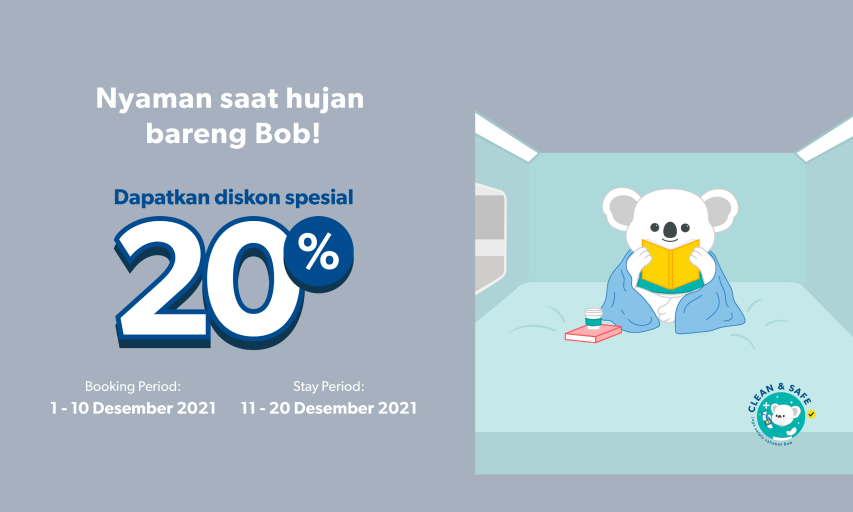 Nyaman saat hujan
bareng Bob!
Dapatkan diskon spesial
20%
Booking Period:
1 - 10 Desember 2021
Stay Period:
11 - 20 Desember 2021
CLEAN & SAFE